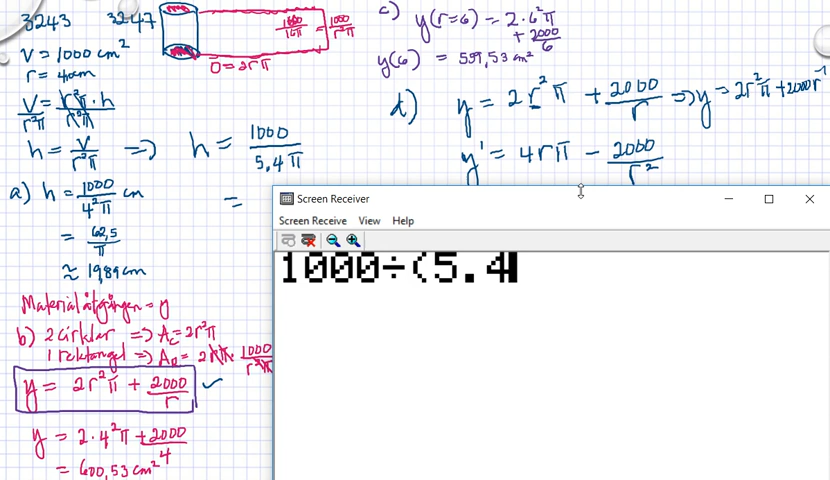 3243 3247
V = 1000 cm²
r = 4,0cm
V/r²π = r²π · h/r²π
h = V/r²π => h = 1000/5.4π
=
a) h = 1000/4²π cm
= 62,5/π
≈ 19,89 cm
Materialåtgången = y
b) 2 cirklar => Ac = 2r²π
1 rektangel => A□ = 2rπ · 1000/r²π
y = 2r²π + 2000/r ✓
y = 2 · 4²π + 2000/4
= 600,53 cm²
1000/16π = 1000/r²π
O = 2rπ
c) y(r=6) = 2·6²π + 2000/6
y(6) = 559,53 cm²
d) y = 2r²π + 2000/r => y = 2r²π + 2000r⁻¹
y' = 4rπ − 2000/r²
Screen Receiver
Screen Receive View Help
1000÷(5.4